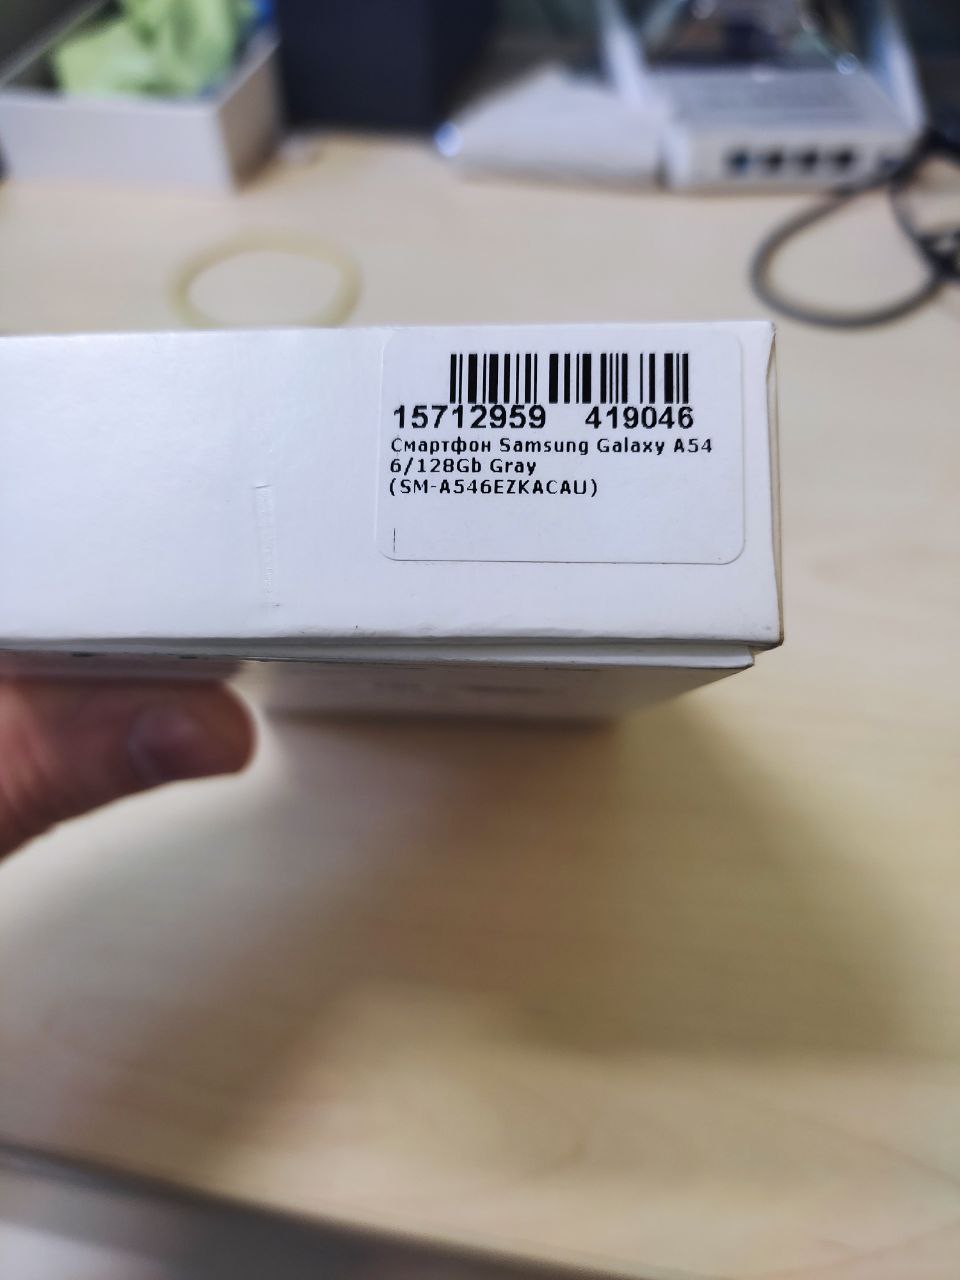 15712959 419046
Смартфон Samsung Galaxy A54
6/128Gb Gray
(SM-A546EZKACAU)